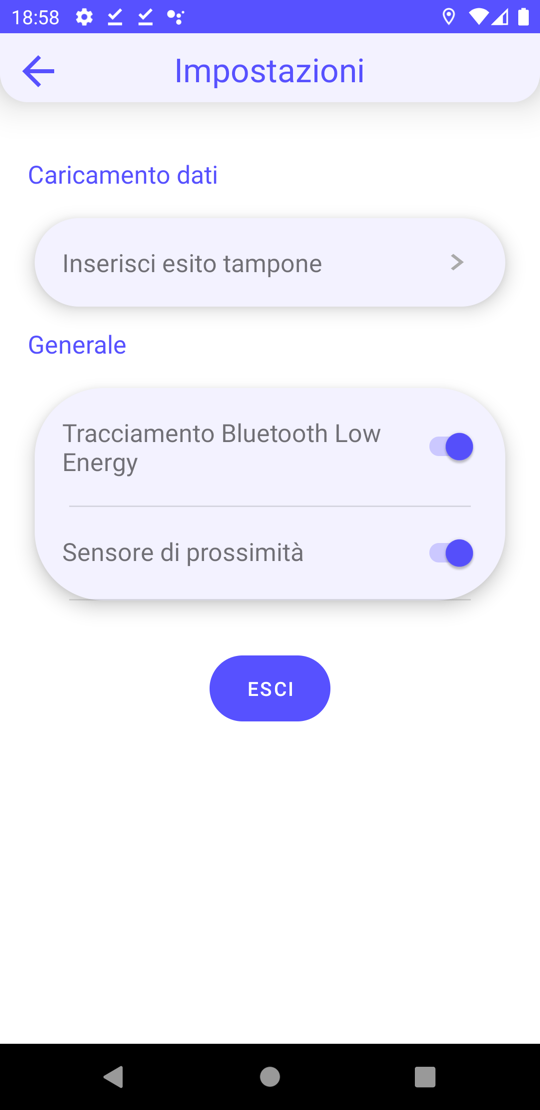 18:58
Impostazioni
Caricamento dati
Inserisci esito tampone
Generale
Tracciamento Bluetooth Low
Energy
Sensore di prossimità
ESCI